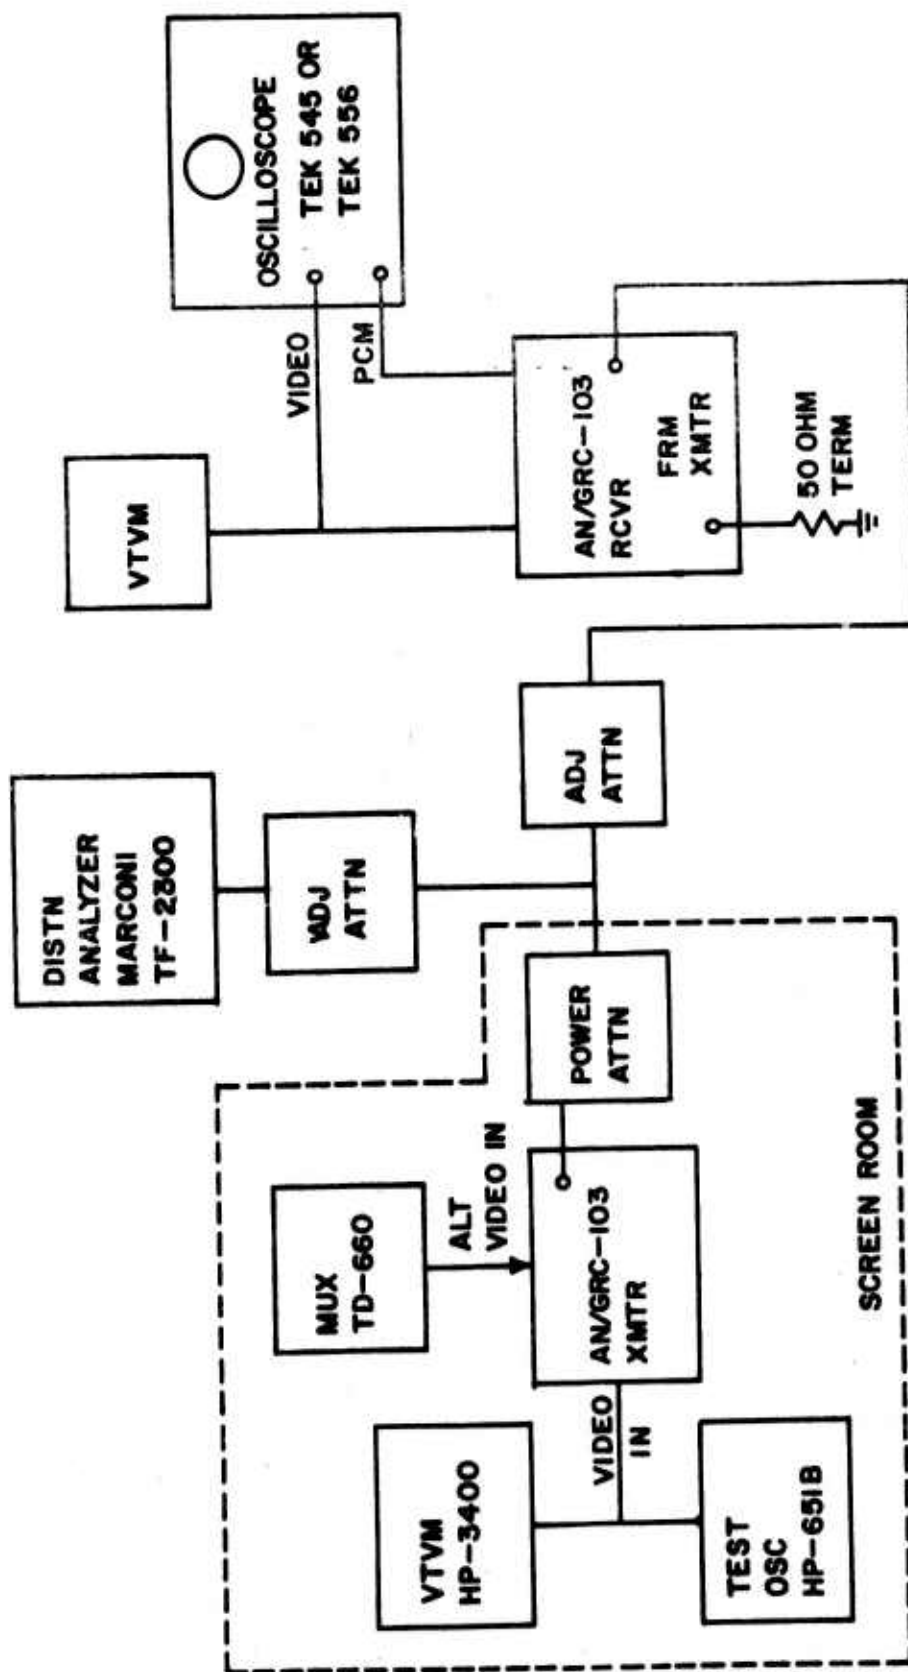 DISTN
ANALYZER
MARCONI
TF-2300
VTVM
OSCILLOSCOPE
TEK 545 OR
TEK 556
VIDEO
PCM
ADJ
ATTN
MUX
TD-660
ALT
VIDEO IN
VTVM
HP-3400
VIDEO
IN
TEST
OSC
HP-651B
AN/GRC-103
XMTR
POWER
ATTN
ADJ
ATTN
AN/GRC-103
RCVR
FRM
XMTR
50 OHM
TERM
SCREEN ROOM